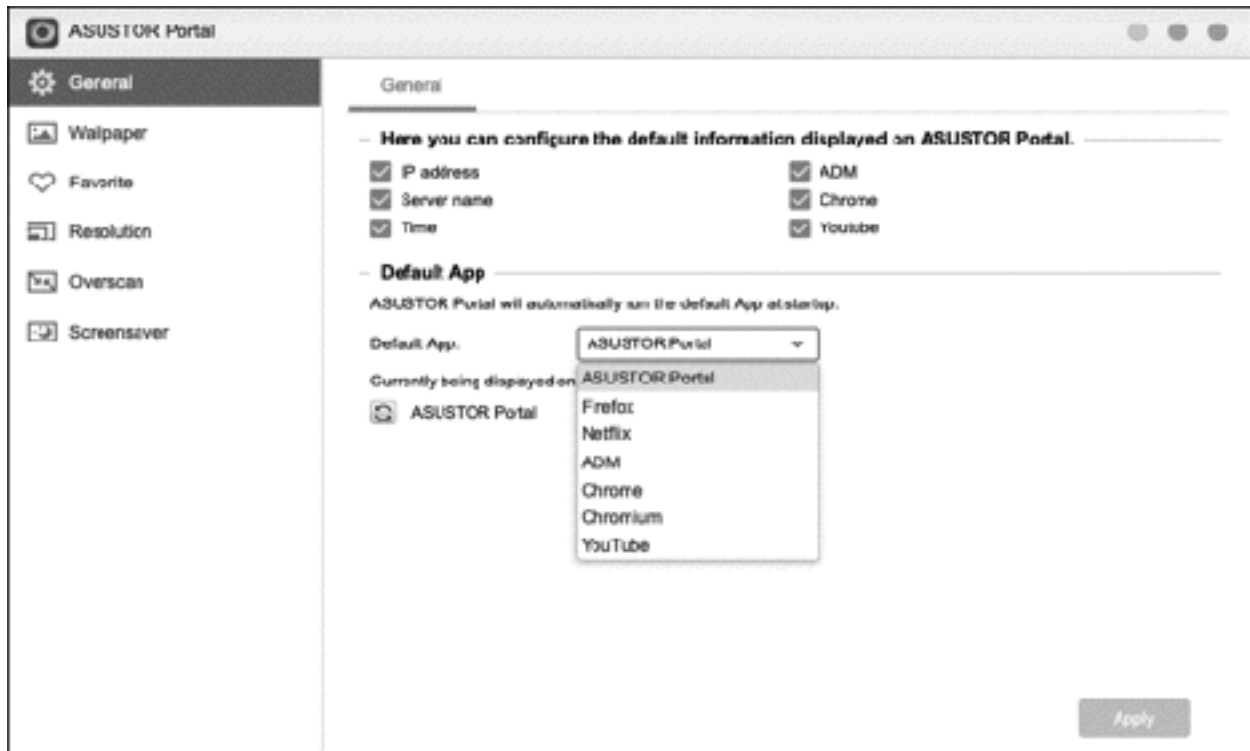 ASUSTOR Portal
General
Wallpaper
Favorite
Resolution
Overscan
Screensaver
General
Here you can configure the default information displayed on ASUSTOR Portal.
IP address
ADM
Server name
Chrome
Time
Youtube
Default App
ASUSTOR Portal will automatically run the default App at startup.
Default App:
ASUSTOR Portal
Currently being displayed on
ASUSTOR Portal
ASUSTOR Portal
Firefox
Netflix
ADM
Chrome
Chromium
YouTube
Apply